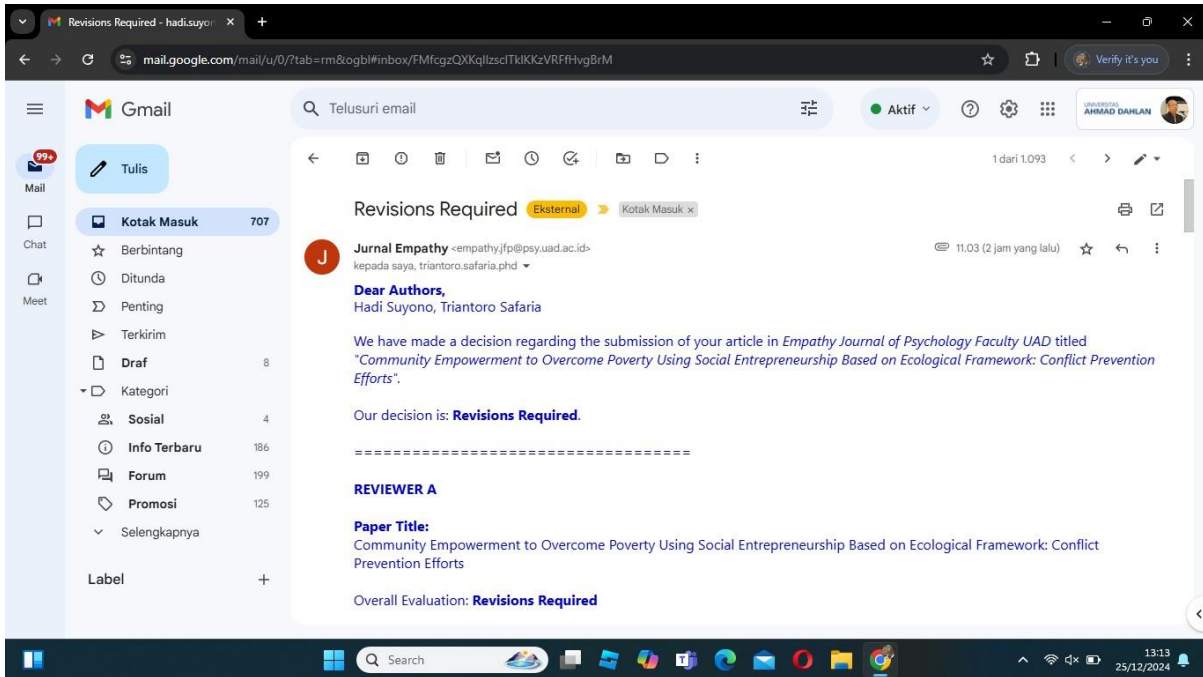 Revisions Required - hadi.suyon
mail.google.com/mail/u/0/?tab=rm&ogbl#inbox/FMfcgzQXKqllzsclTklKKzVRFfHvgBrM
Verify it's you
Gmail
Telusuri email
Aktif
UNIVERSITAS
AHMAD DAHLAN
99+
Mail
Chat
Meet
Tulis
Kotak Masuk 707
Berbintang
Ditunda
Penting
Terkirim
Draf 8
Kategori
Sosial 4
Info Terbaru 186
Forum 199
Promosi 125
Selengkapnya
Label
1 dari 1.093
Revisions Required Eksternal Kotak Masuk x
J
Jurnal Empathy <empathy.jfp@psy.uad.ac.id> 11.03 (2 jam yang lalu)
kepada saya, triantoro.safaria.phd
Dear Authors,
Hadi Suyono, Triantoro Safaria
We have made a decision regarding the submission of your article in Empathy Journal of Psychology Faculty UAD titled
"Community Empowerment to Overcome Poverty Using Social Entrepreneurship Based on Ecological Framework: Conflict Prevention
Efforts".
Our decision is: Revisions Required.
===================================
REVIEWER A
Paper Title:
Community Empowerment to Overcome Poverty Using Social Entrepreneurship Based on Ecological Framework: Conflict
Prevention Efforts
Overall Evaluation: Revisions Required
Search
13:13
25/12/2024